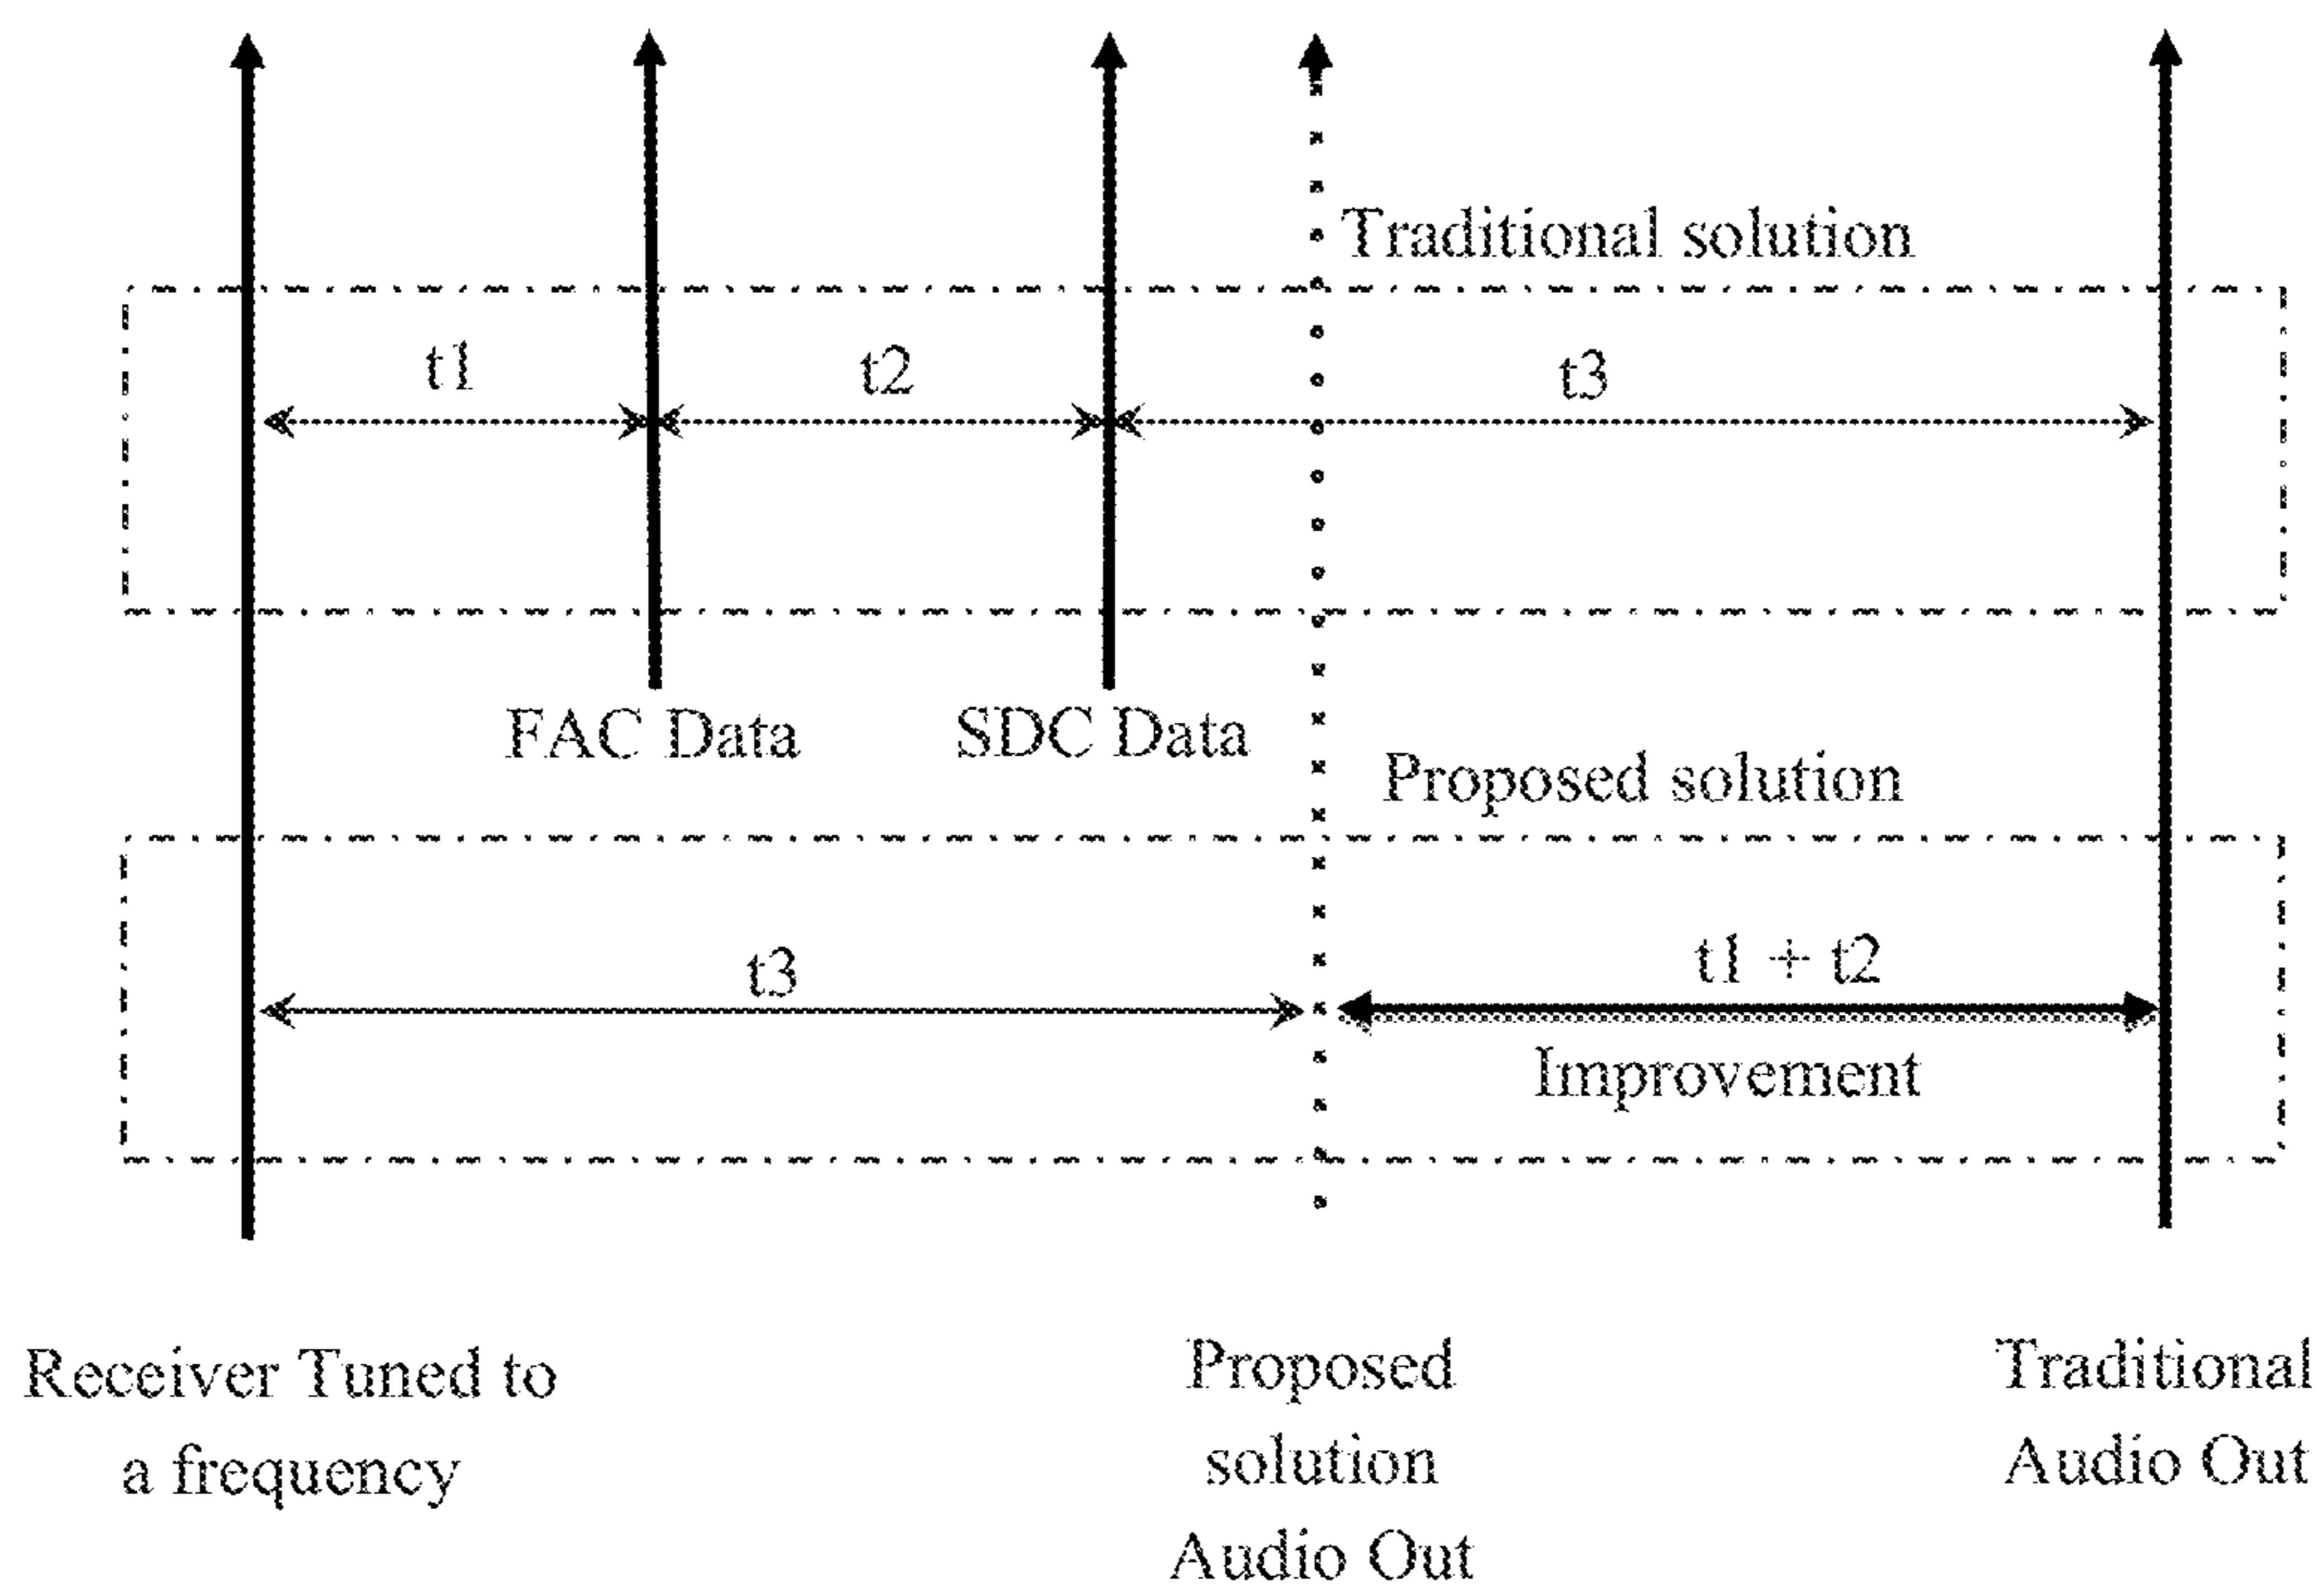 Traditional solution
t1
t2
t3
FAC Data
SDC Data
Proposed solution
t3
t1 + t2
Improvement
Receiver Tuned to
a frequency
Proposed
solution
Audio Out
Traditional
Audio Out